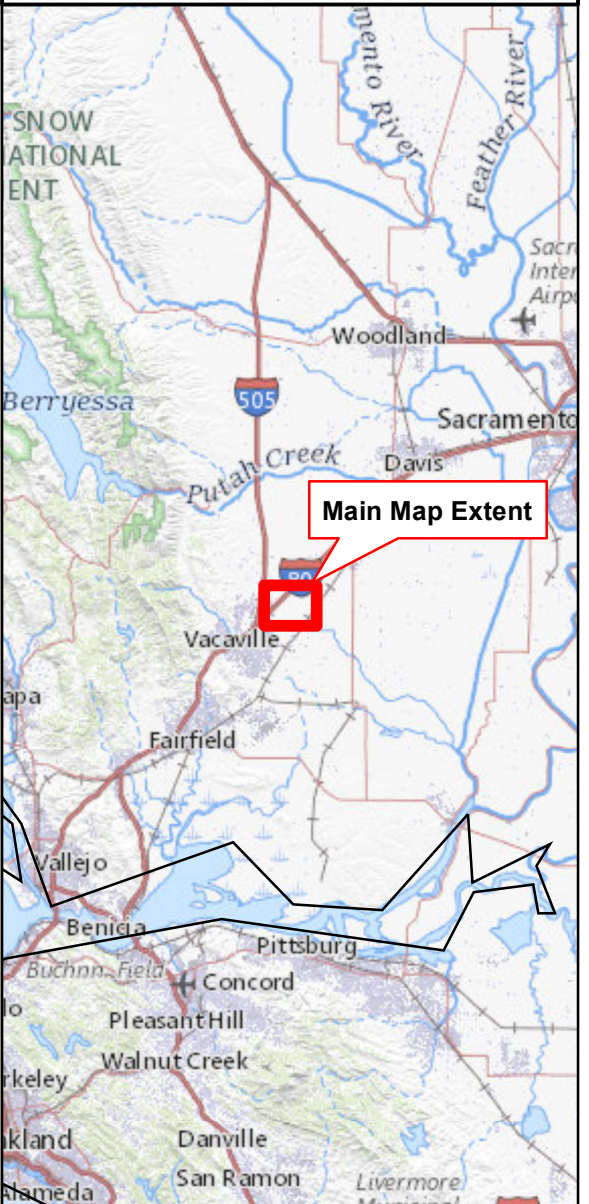 SNOW
ATIONAL
ENT
mento River
Feather River
Sacr
Inter
Airpo
Woodland
Berryessa
505
Sacramento
Davis
Putah Creek
Main Map Extent
80
Vacaville
apa
Fairfield
Vallejo
Benicia
Pittsburg
Buchnn. Field
Concord
lo
Pleasant Hill
Walnut Creek
rkeley
kland
Danville
San Ramon
Alameda
Livermore
Municipal